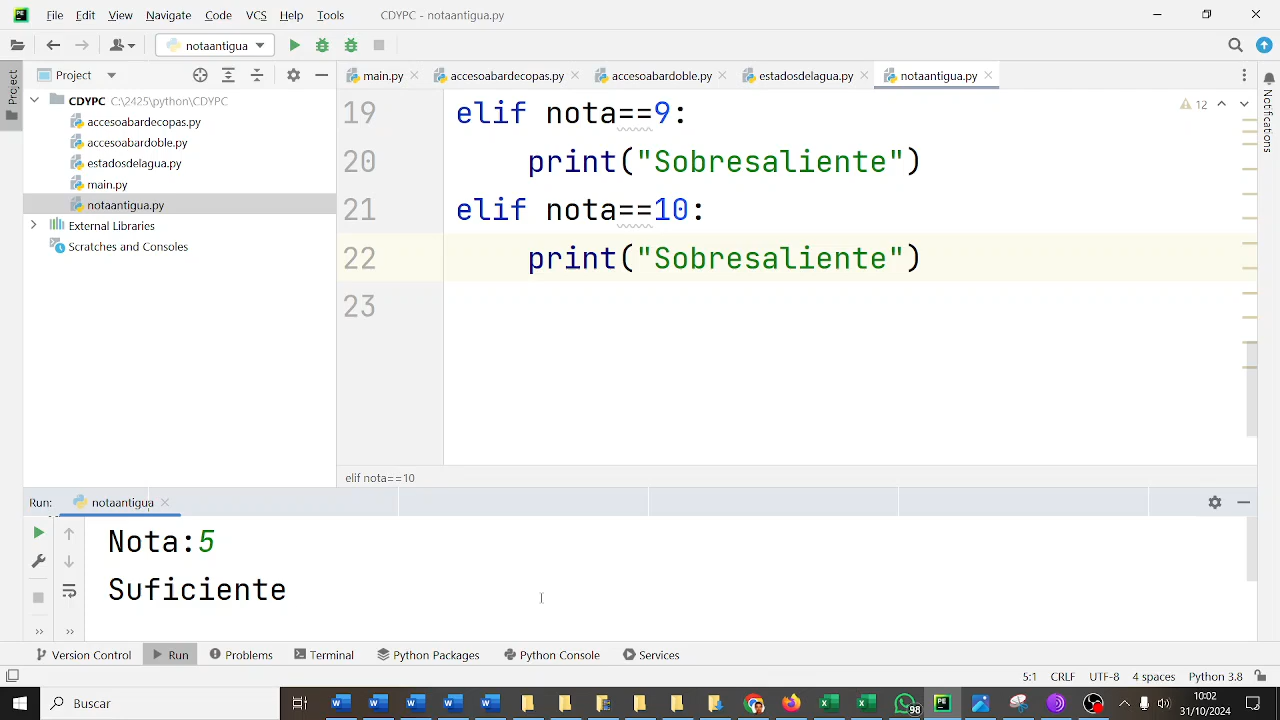 File Edit View Navigate Code VCS Help Tools CDYPC - notaantigua.py
notaantigua
Project main.py accesoabardecopas.py accesoabardoble.py estadosdelagua.py notaantigua.py
Project
Notifications
CDYPC C:\2425\python\CDYPC
accesoabardecopas.py
accesoabardoble.py
estadosdelagua.py
main.py
notaantigua.py
External Libraries
Scratches and Consoles
12
19 elif nota==9:
20 print("Sobresaliente")
21 elif nota==10:
22 print("Sobresaliente")
23
elif nota==10
Run: notaantigua
Nota:5
Suficiente
Version Control Run Problems Terminal Python Packages Python Console Services
5:1 CRLF UTF-8 4 spaces Python 3.8
Buscar 98 10:02
31/10/2024